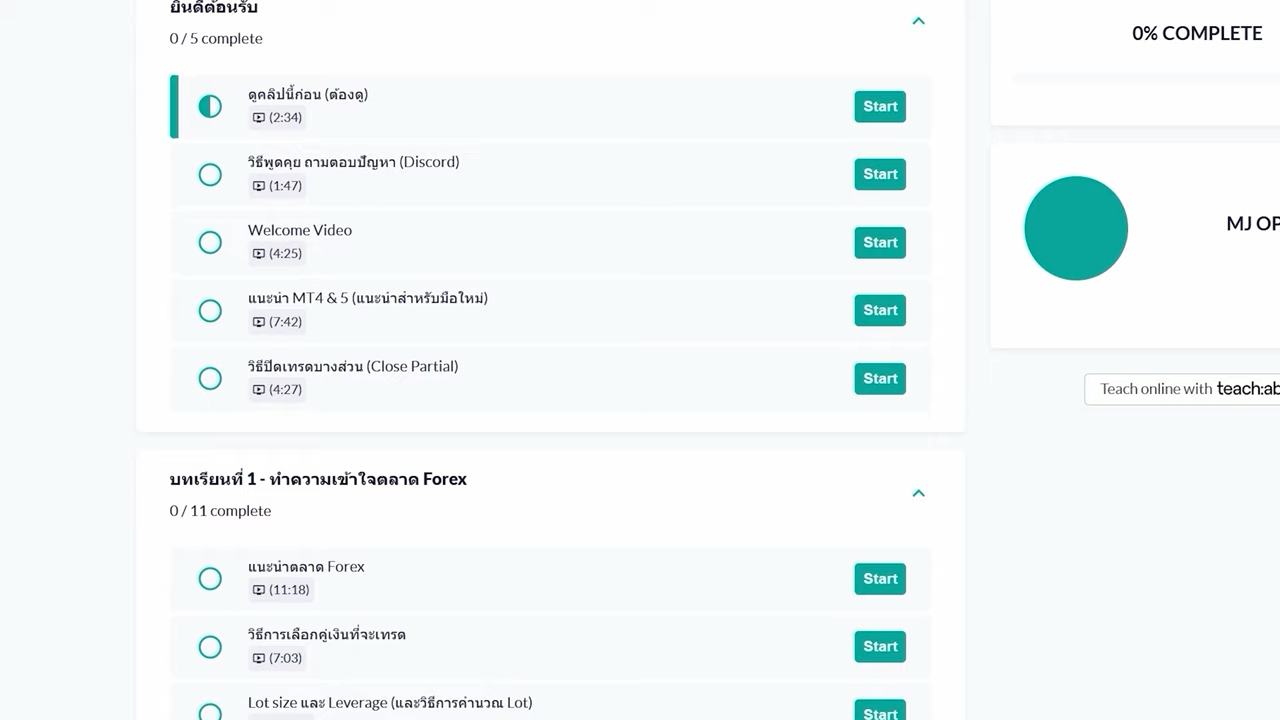 ยินดีต้อนรับ
0 / 5 complete
ดูคลิปนี้ก่อน (ต้องดู)
(2:34)
Start
วิธีพูดคุย ถามตอบปัญหา (Discord)
(1:47)
Start
Welcome Video
(4:25)
Start
แนะนำ MT4 & 5 (แนะนำสำหรับมือใหม่)
(7:42)
Start
วิธีปิดเทรดบางส่วน (Close Partial)
(4:27)
Start
บทเรียนที่ 1 - ทำความเข้าใจตลาด Forex
0 / 11 complete
แนะนำตลาด Forex
(11:18)
Start
วิธีการเลือกคู่เงินที่จะเทรด
(7:03)
Start
Lot size และ Leverage (และวิธีการคำนวณ Lot)
Start
0% COMPLETE
MJ OP
Teach online with teach:ab